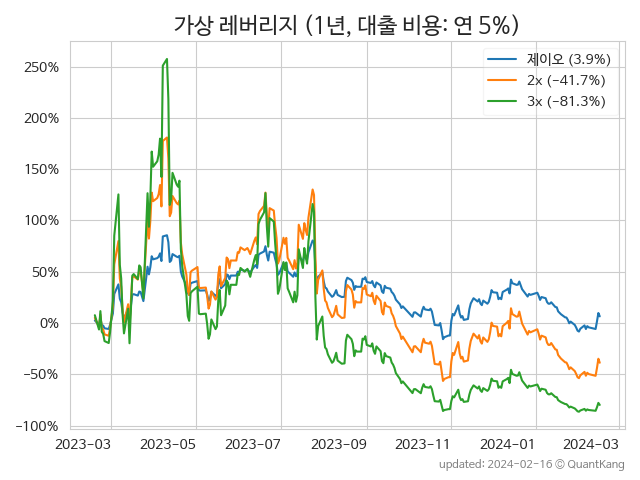 가상 레버리지 (1년, 대출 비용: 연 5%)
제이오 (3.9%)
2x (−41.7%)
3x (−81.3%)
250%
200%
150%
100%
50%
0%
−50%
−100%
2023-03 2023-05 2023-07 2023-09 2023-11 2024-01 2024-03
updated: 2024-02-16 © QuantKang